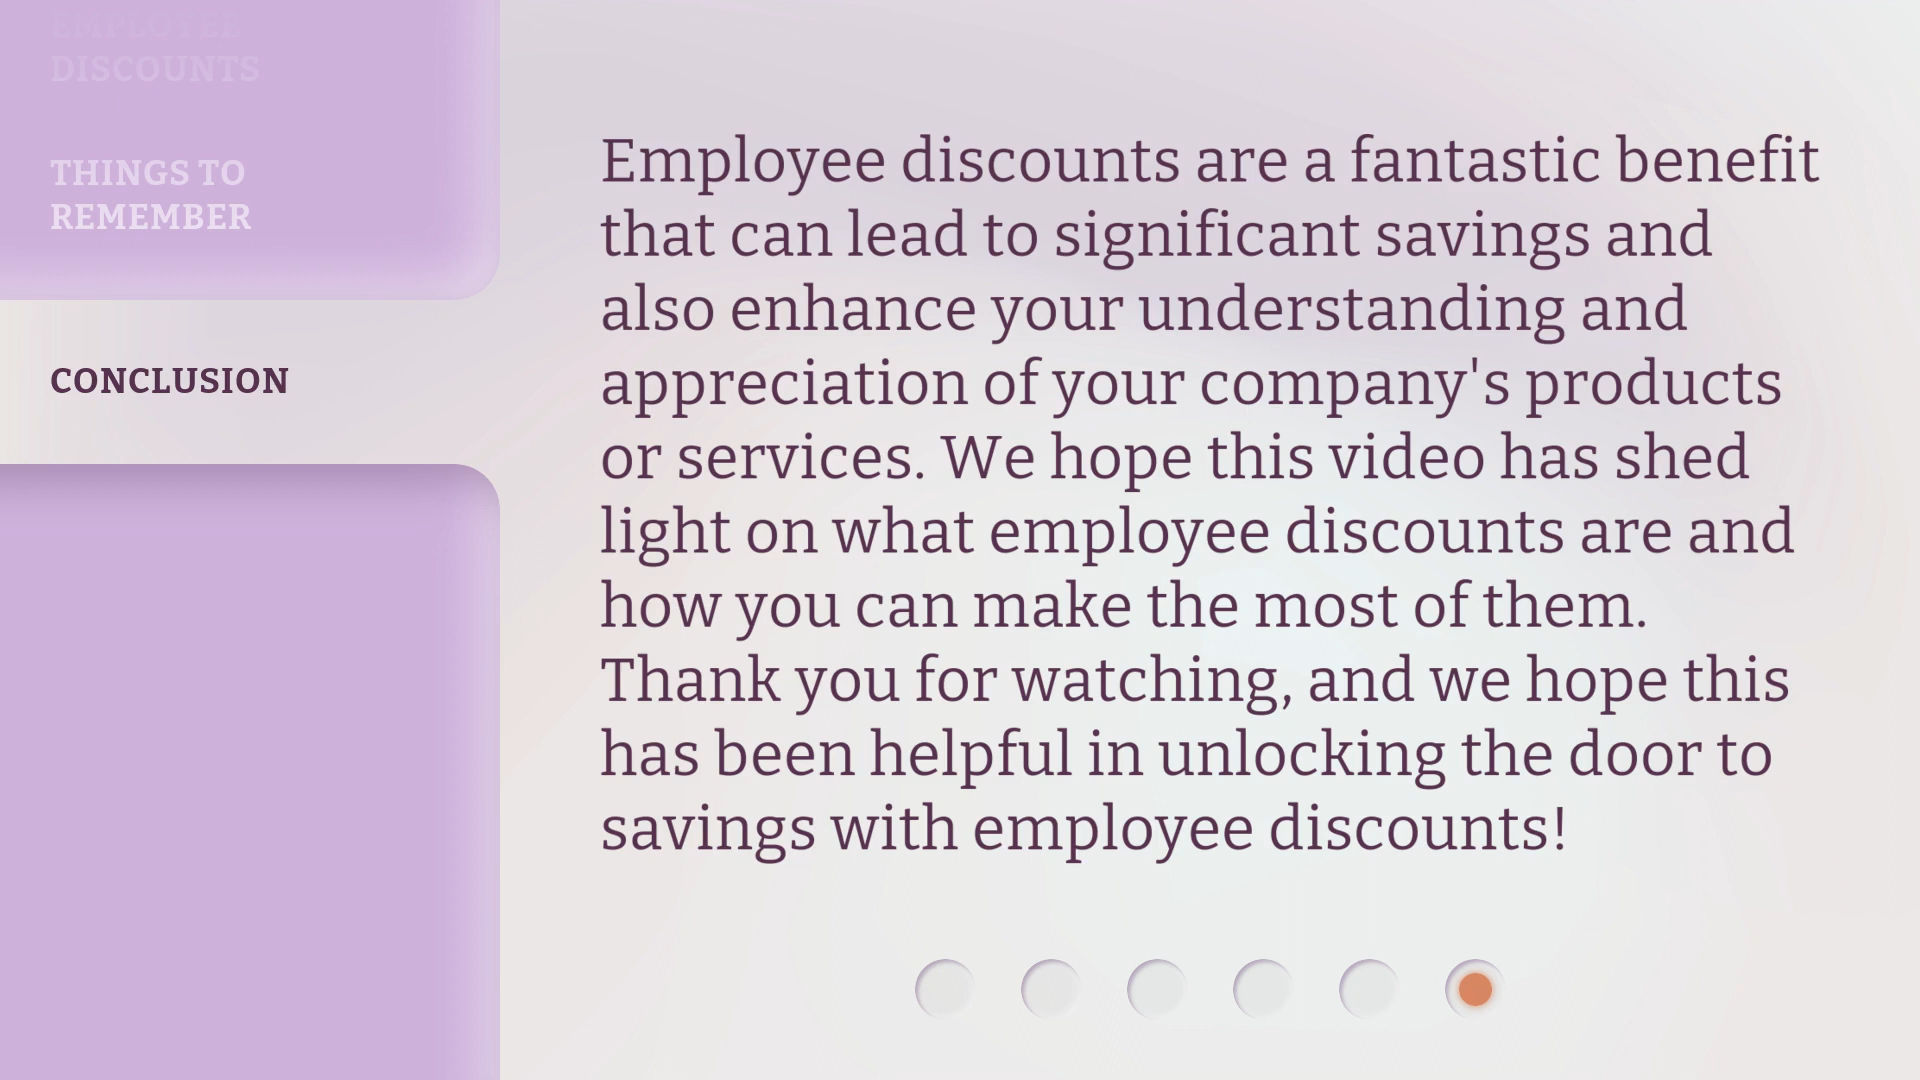 EMPLOYEE
DISCOUNTS
THINGS TO
REMEMBER
CONCLUSION
Employee discounts are a fantastic benefit
that can lead to significant savings and
also enhance your understanding and
appreciation of your company's products
or services. We hope this video has shed
light on what employee discounts are and
how you can make the most of them.
Thank you for watching, and we hope this
has been helpful in unlocking the door to
savings with employee discounts!